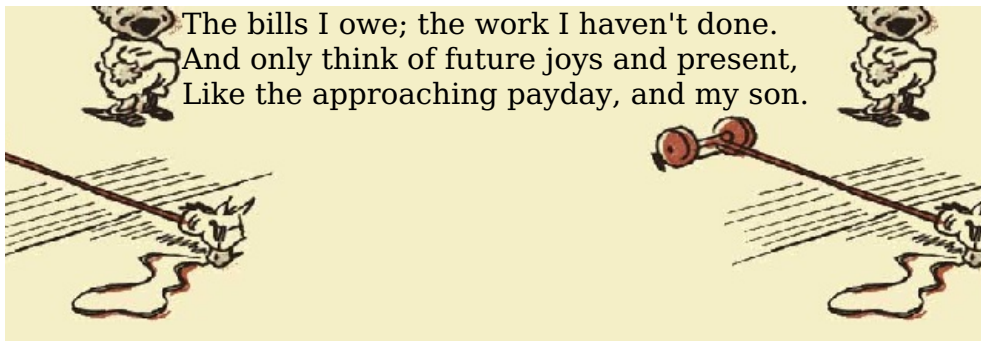 The bills I owe; the work I haven't done.
And only think of future joys and present,
Like the approaching payday, and my son.